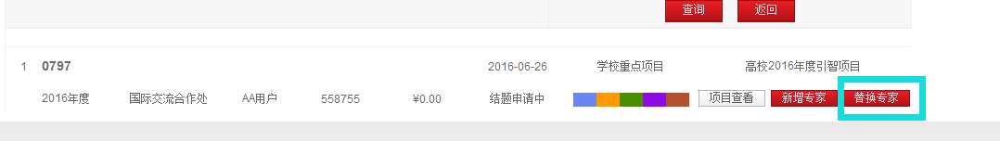 查询 返回
1 0797 2016-06-26 学校重点项目 高校2016年度引智项目
2016年度 国际交流合作处 AA用户 558755 ¥0.00 结题申请中 项目查看 新增专家 替换专家